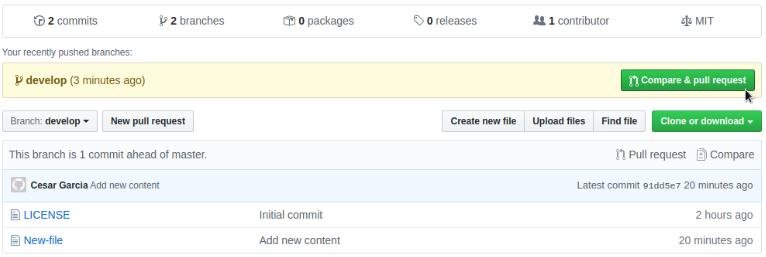 2 commits 2 branches 0 packages 0 releases 1 contributor MIT
Your recently pushed branches:
develop (3 minutes ago) Compare & pull request
Branch: develop New pull request Create new file Upload files Find file Clone or download
This branch is 1 commit ahead of master. Pull request Compare
Cesar Garcia Add new content Latest commit 91dd5e7 20 minutes ago
LICENSE Initial commit 2 hours ago
New-file Add new content 20 minutes ago